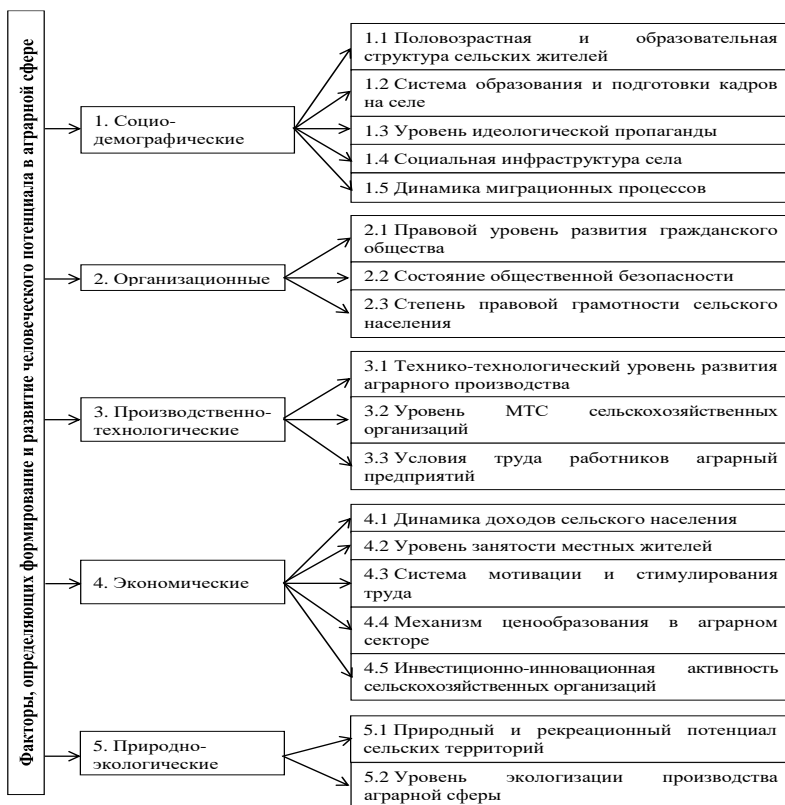 Факторы, определяющих формирование и развитие человеческого потенциала в аграрной сфере
1. Социо-
демографические
1.1 Половозрастная и образовательная
структура сельских жителей
1.2 Система образования и подготовки кадров
на селе
1.3 Уровень идеологической пропаганды
1.4 Социальная инфраструктура села
1.5 Динамика миграционных процессов
2. Организационные
2.1 Правовой уровень развития гражданского
общества
2.2 Состояние общественной безопасности
2.3 Степень правовой грамотности сельского
населения
3. Производственно-
технологические
3.1 Технико-технологический уровень развития
аграрного производства
3.2 Уровень МТС сельскохозяйственных
организаций
3.3 Условия труда работников аграрный
предприятий
4. Экономические
4.1 Динамика доходов сельского населения
4.2 Уровень занятости местных жителей
4.3 Система мотивации и стимулирования
труда
4.4 Механизм ценообразования в аграрном
секторе
4.5 Инвестиционно-инновационная активность
сельскохозяйственных организаций
5. Природно-
экологические
5.1 Природный и рекреационный потенциал
сельских территорий
5.2 Уровень экологизации производства
аграрной сферы